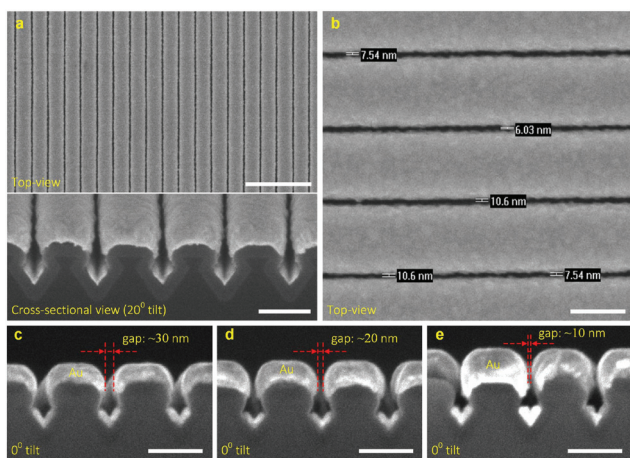 a
Top-view
Cross-sectional view (20⁰ tilt)
b
7.54 nm
6.03 nm
10.6 nm
10.6 nm
7.54 nm
Top-view
c
gap: ~30 nm
Au
0⁰ tilt
d
gap: ~20 nm
Au
0⁰ tilt
e
gap: ~10 nm
Au
0⁰ tilt